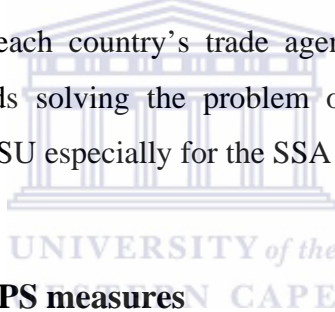 each country's trade agen
ds solving the problem o
SU especially for the SSA
UNIVERSITY of the
PS measures
WESTERN CAPE